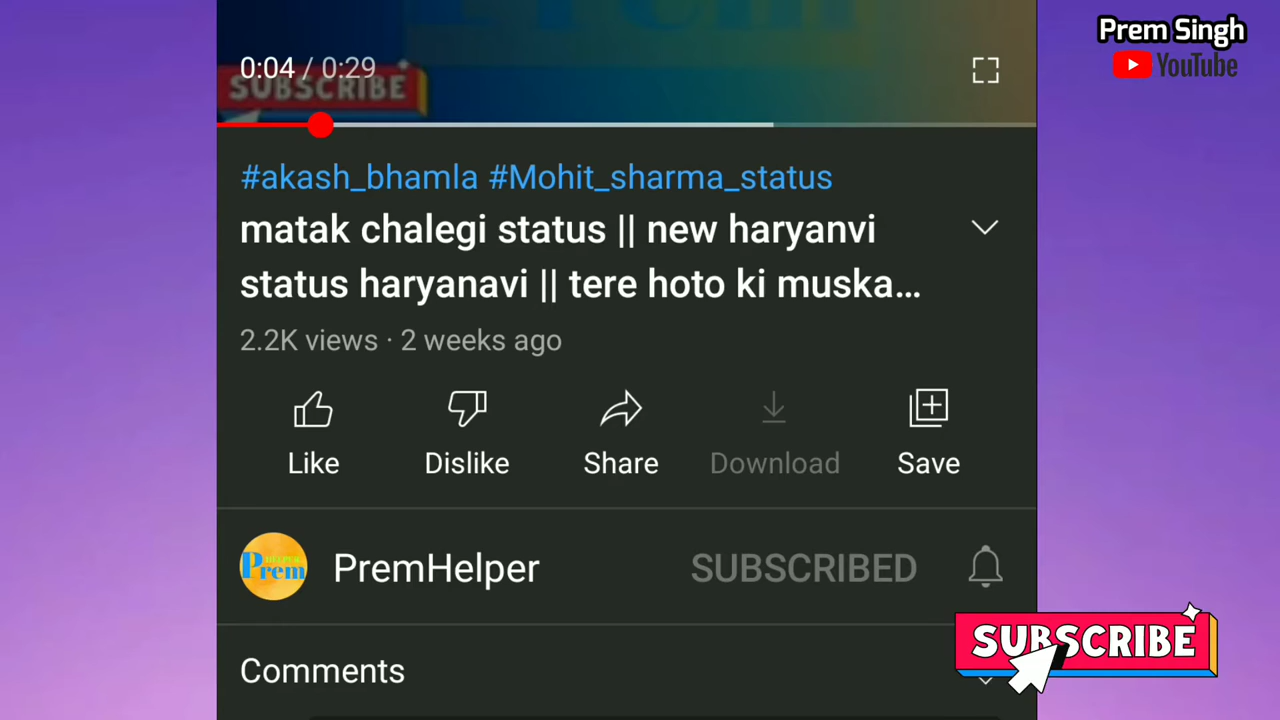 Prem Singh
YouTube
0:04 / 0:29
SUBSCRIBE
#akash_bhamla #Mohit_sharma_status
matak chalegi status || new haryanvi
status haryanavi || tere hoto ki muska...
2.2K views · 2 weeks ago
Like Dislike Share Download Save
Prem
PremHelper SUBSCRIBED
SUBSCRIBE
Comments